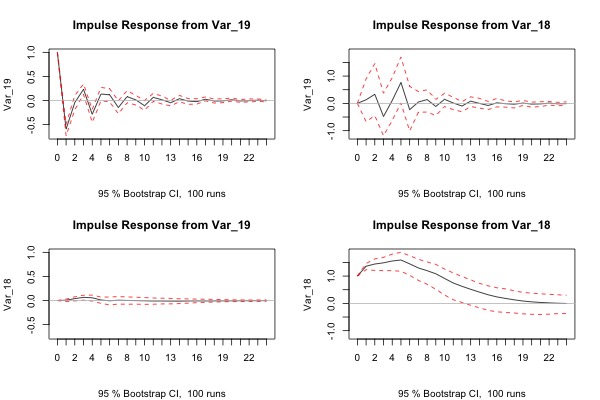 Impulse Response from Var_19
Impulse Response from Var_18
Var_19
1.0
0.5
0.0
-0.5
0 2 4 6 8 10 13 16 19 22
95 % Bootstrap CI, 100 runs
Var_19
1.0
0.0
-1.0
0 2 4 6 8 10 13 16 19 22
95 % Bootstrap CI, 100 runs
Impulse Response from Var_19
Impulse Response from Var_18
Var_18
1.0
0.5
0.0
-0.5
0 2 4 6 8 10 13 16 19 22
95 % Bootstrap CI, 100 runs
Var_18
1.0
0.0
-1.0
0 2 4 6 8 10 13 16 19 22
95 % Bootstrap CI, 100 runs